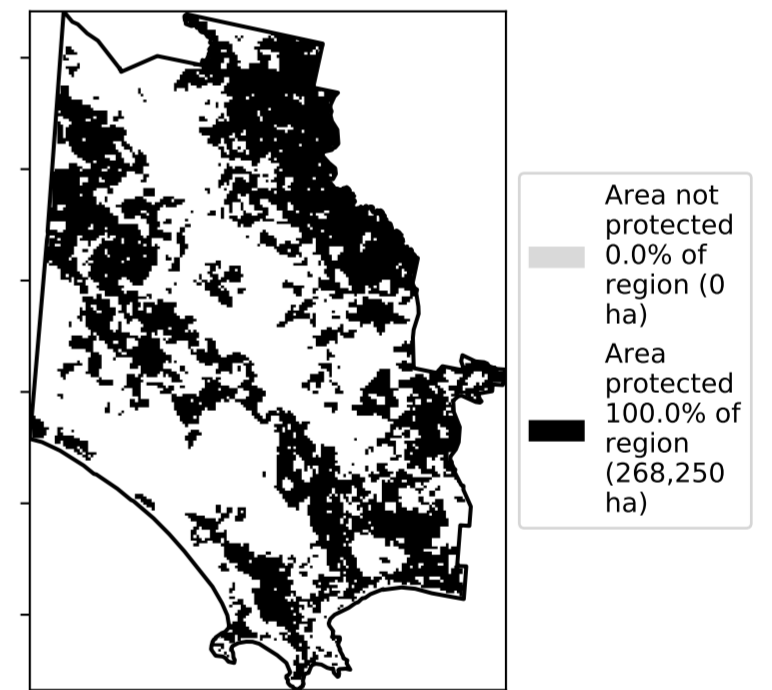 Area not
protected
0.0% of
region (0
ha)
Area
protected
100.0% of
region
(268,250
ha)